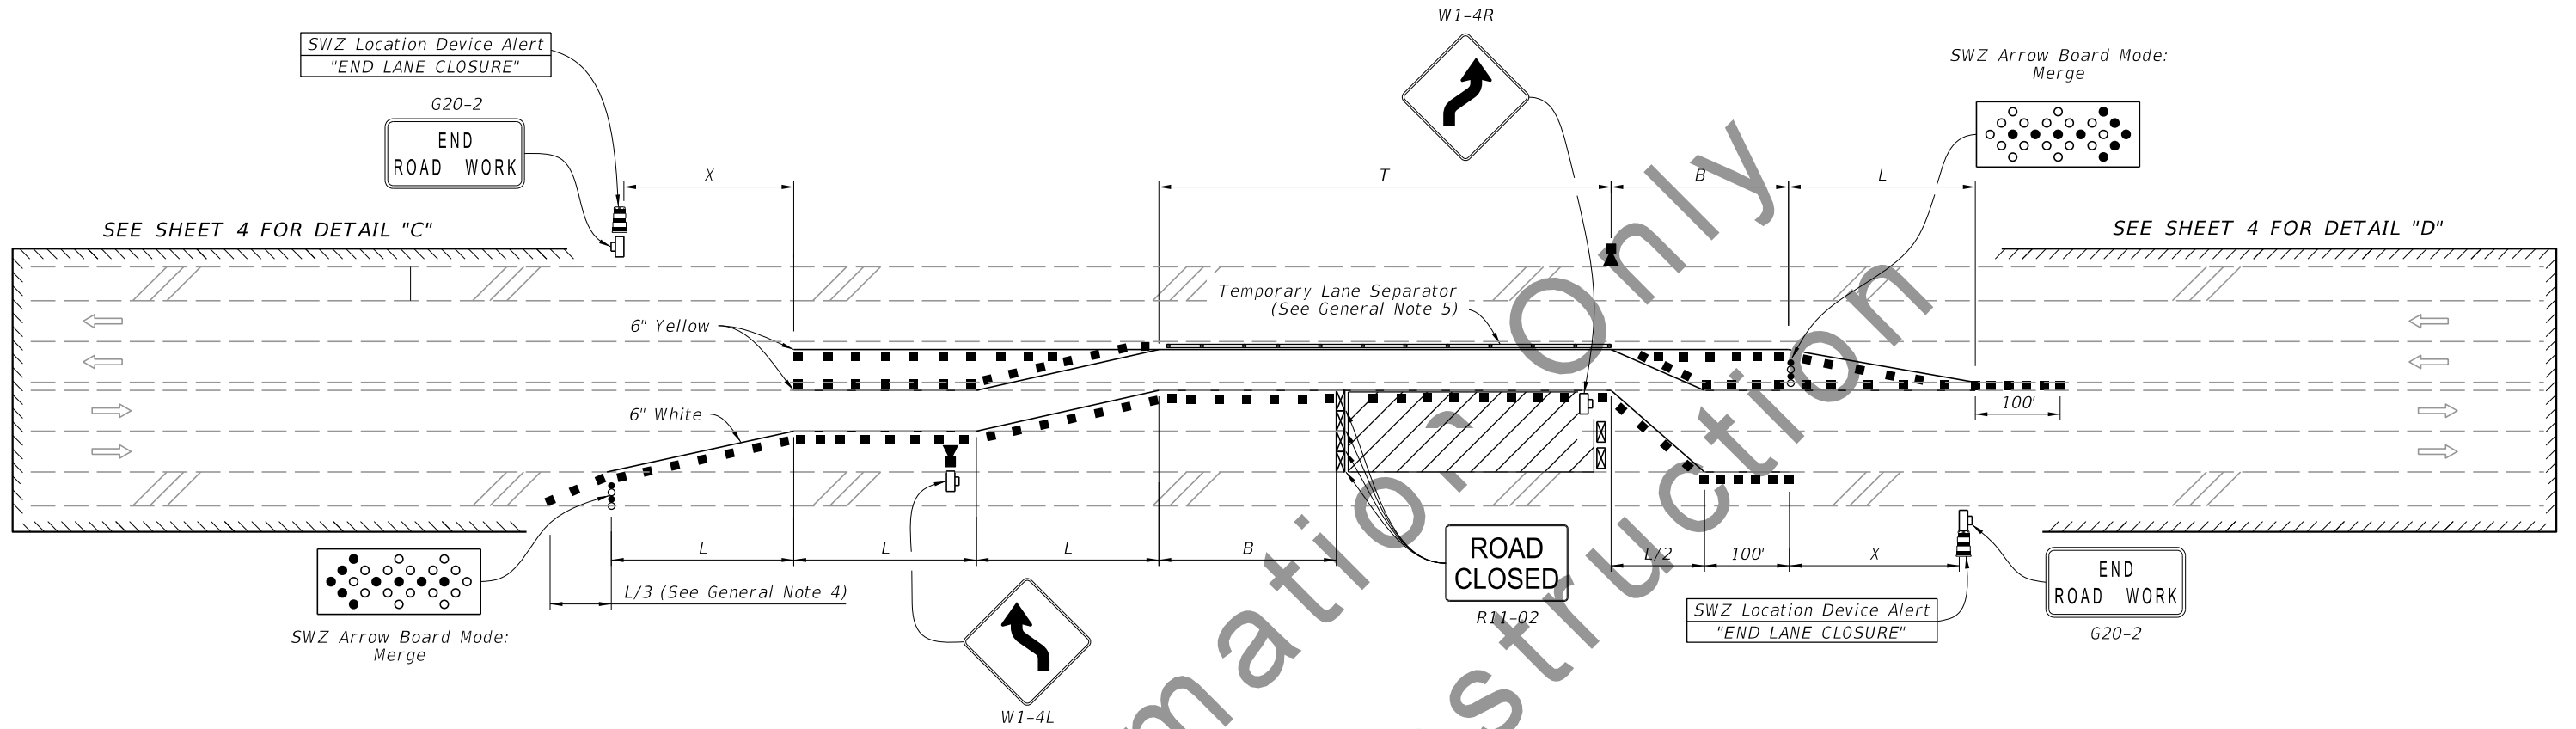 W1-4R
SWZ Location Device Alert
"END LANE CLOSURE"
SWZ Arrow Board Mode:
Merge
G20-2
END
ROAD WORK
X
T
B
L
SEE SHEET 4 FOR DETAIL "C"
SEE SHEET 4 FOR DETAIL "D"
Temporary Lane Separator
(See General Note 5)
6" Yellow
6" White
100'
L
L
L
B
L/2
100'
X
L/3 (See General Note 4)
ROAD
CLOSED
R11-02
SWZ Arrow Board Mode:
Merge
W1-4L
SWZ Location Device Alert
"END LANE CLOSURE"
END
ROAD WORK
G20-2
Only